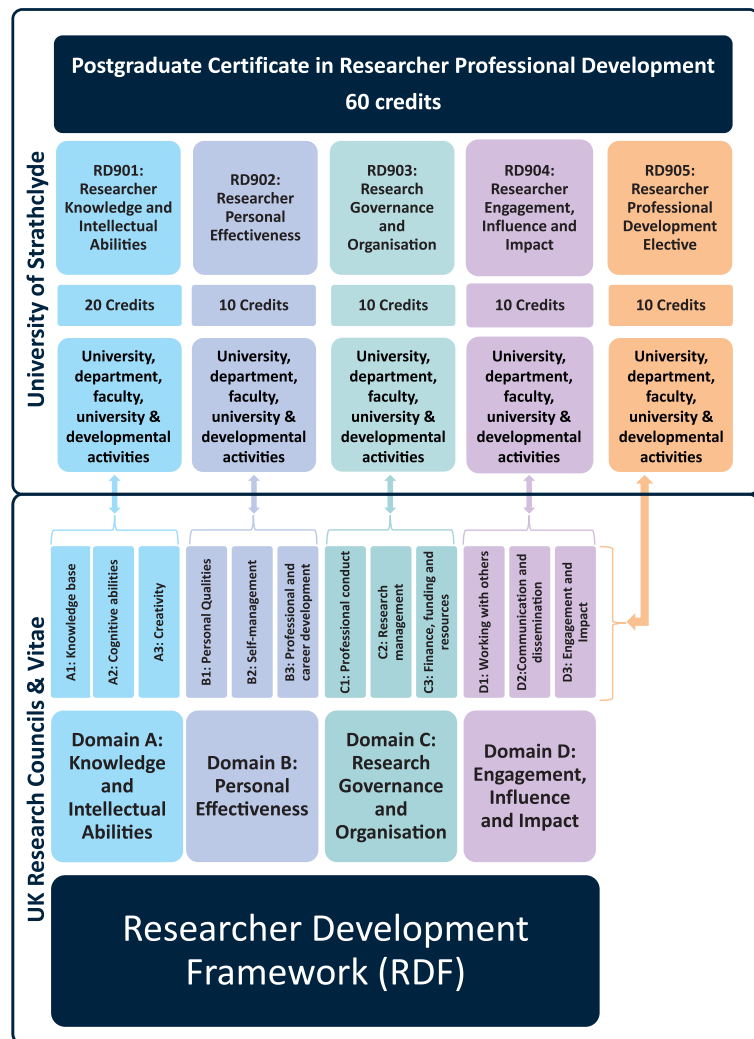 Postgraduate Certificate in Researcher Professional Development
60 credits
University of Strathclyde
RD901:
Researcher
Knowledge and
Intellectual
Abilities
RD902:
Researcher
Personal
Effectiveness
RD903:
Research
Governance
and
Organisation
RD904:
Researcher
Engagement,
Influence and
Impact
RD905:
Researcher
Professional
Development
Elective
20 Credits
10 Credits
10 Credits
10 Credits
10 Credits
University,
department,
faculty,
university &
developmental
activities
University,
department,
faculty,
university &
developmental
activities
University,
department,
faculty,
university &
developmental
activities
University,
department,
faculty,
university &
developmental
activities
University,
department,
faculty,
university &
developmental
activities
UK Research Councils & Vitae
A1: Knowledge base
A2: Cognitive abilities
A3: Creativity
B1: Personal Qualities
B2: Self-management
B3: Professional and
career development
C1: Professional conduct
C2: Research
management
C3: Finance, funding and
resources
D1: Working with others
D2:Communication and
dissemination
D3: Engagement and
Impact
Domain A:
Knowledge
and
Intellectual
Abilities
Domain B:
Personal
Effectiveness
Domain C:
Research
Governance
and
Organisation
Domain D:
Engagement,
Influence
and Impact
Researcher Development
Framework (RDF)